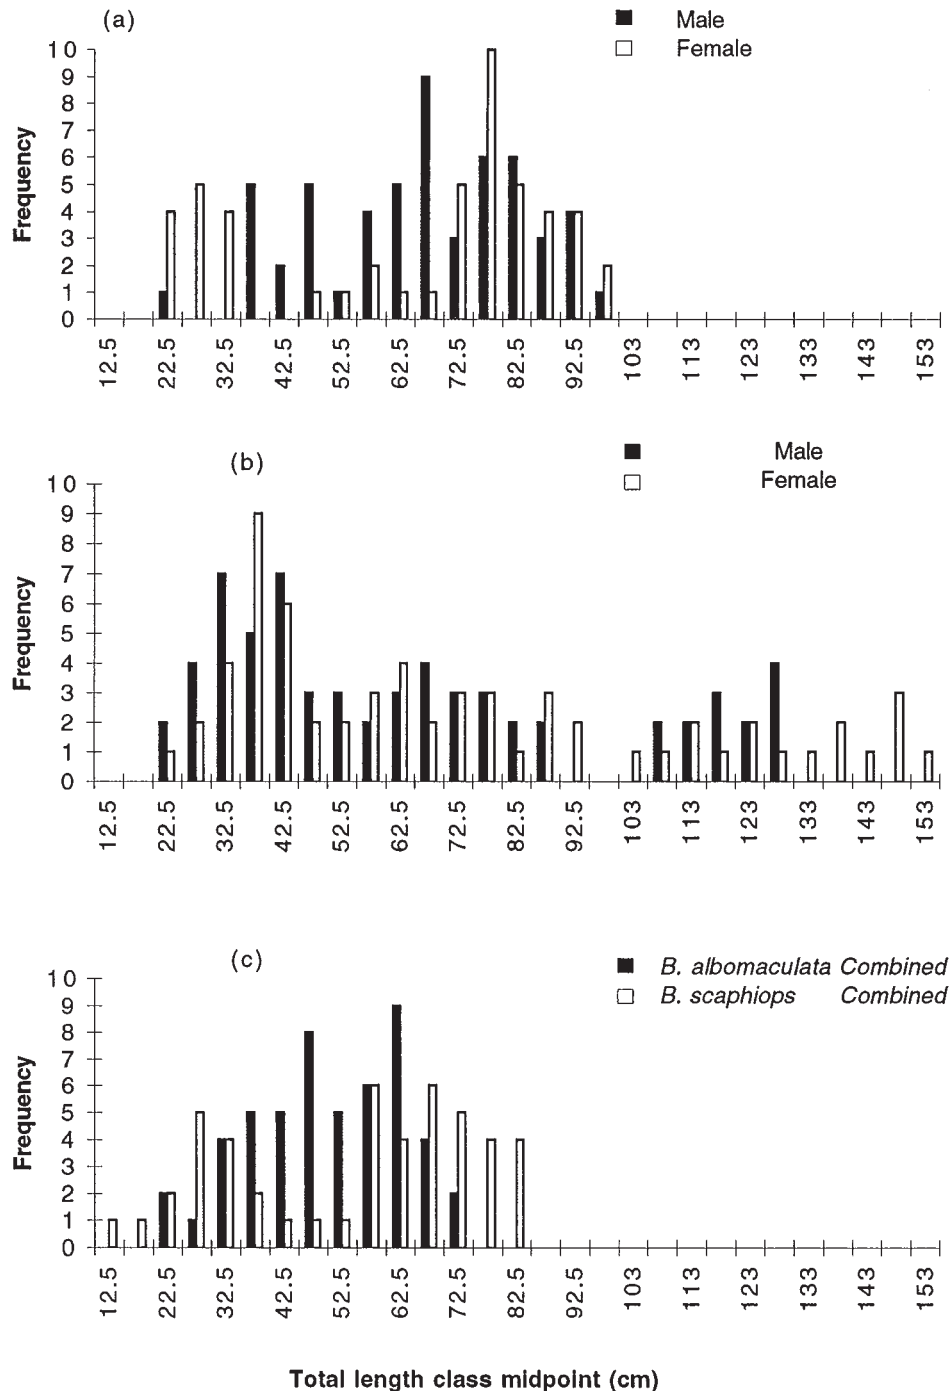 (a)
Male
Female
10
9
8
7
6
5
4
3
2
1
0
Frequency
12.5 22.5 32.5 42.5 52.5 62.5 72.5 82.5 92.5 103 113 123 133 143 153
(b)
Male
Female
10
9
8
7
6
5
4
3
2
1
0
Frequency
12.5 22.5 32.5 42.5 52.5 62.5 72.5 82.5 92.5 103 113 123 133 143 153
(c)
B. albomaculata Combined
B. scaphiops Combined
10
9
8
7
6
5
4
3
2
1
0
Frequency
12.5 22.5 32.5 42.5 52.5 62.5 72.5 82.5 92.5 103 113 123 133 143 153
Total length class midpoint (cm)